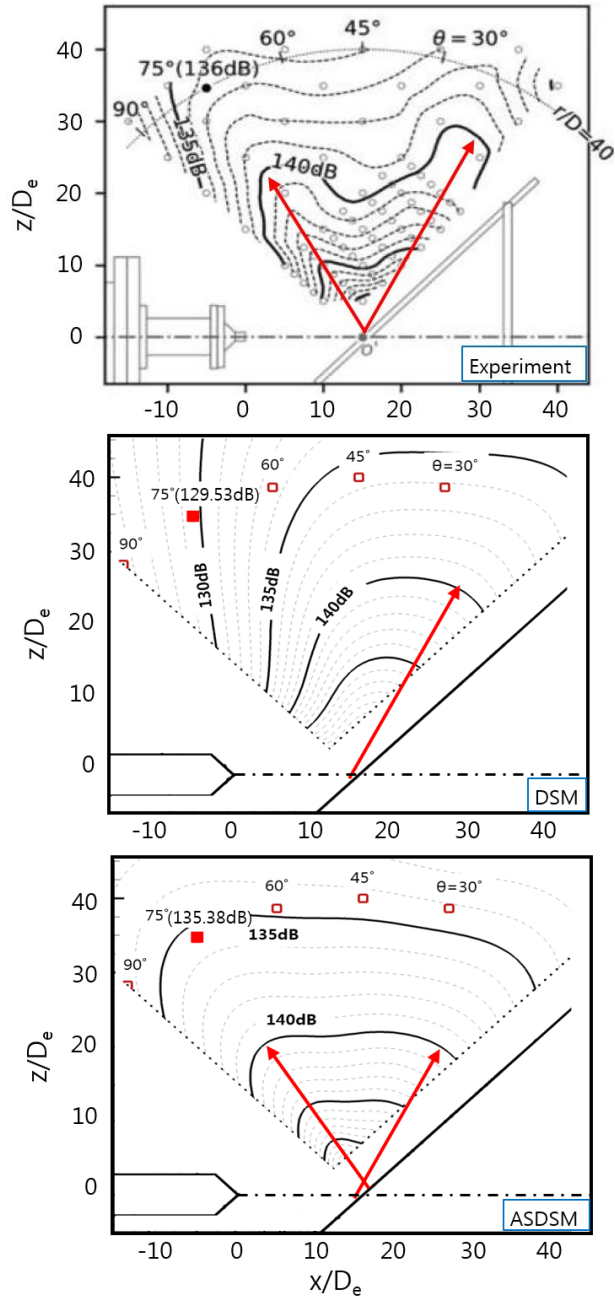 40
30
20
10
0
z/Dₑ
60°
45°
θ = 30°
75°(136dB)
90°
135dB
140dB
r/D=40
O'
Experiment
-10
0
10
20
30
40
40
30
20
10
0
z/Dₑ
60°
45°
θ=30°
75°(129.53dB)
90°
130dB
135dB
140dB
DSM
-10
0
10
20
30
40
40
30
20
10
0
z/Dₑ
60°
45°
θ=30°
75°(135.38dB)
135dB
90°
140dB
ASDSM
-10
0
10
20
30
40
x/Dₑ